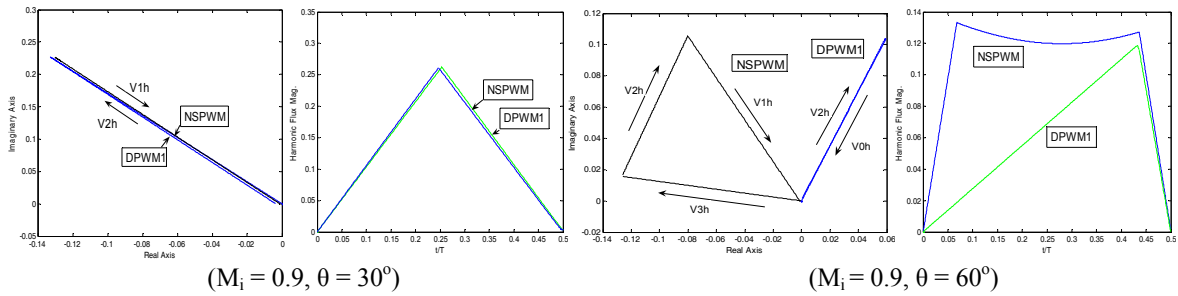 0.25
0.2
0.15
0.1
0.05
0
-0.05
-0.14 -0.12 -0.1 -0.08 -0.06 -0.04 -0.02 0
Imaginary Axis
Real Axis
V1h
V2h
NSPWM
DPWM1
0.35
0.3
0.25
0.2
0.15
0.1
0.05
0
0 0.05 0.1 0.15 0.2 0.25 0.3 0.35 0.4 0.45 0.5
Harmonic Flux Mag.
t/T
NSPWM
DPWM1
(Mi = 0.9, θ = 30o)
0.12
0.1
0.08
0.06
0.04
0.02
0
-0.02
-0.14 -0.12 -0.1 -0.08 -0.06 -0.04 -0.02 0 0.02 0.04 0.06
Imaginary Axis
Real Axis
DPWM1
NSPWM
V2h
V1h
V2h
V0h
V3h
0.14
0.12
0.1
0.08
0.06
0.04
0.02
0
0 0.05 0.1 0.15 0.2 0.25 0.3 0.35 0.4 0.45 0.5
Harmonic Flux Mag.
t/T
NSPWM
DPWM1
(Mi = 0.9, θ = 60o)